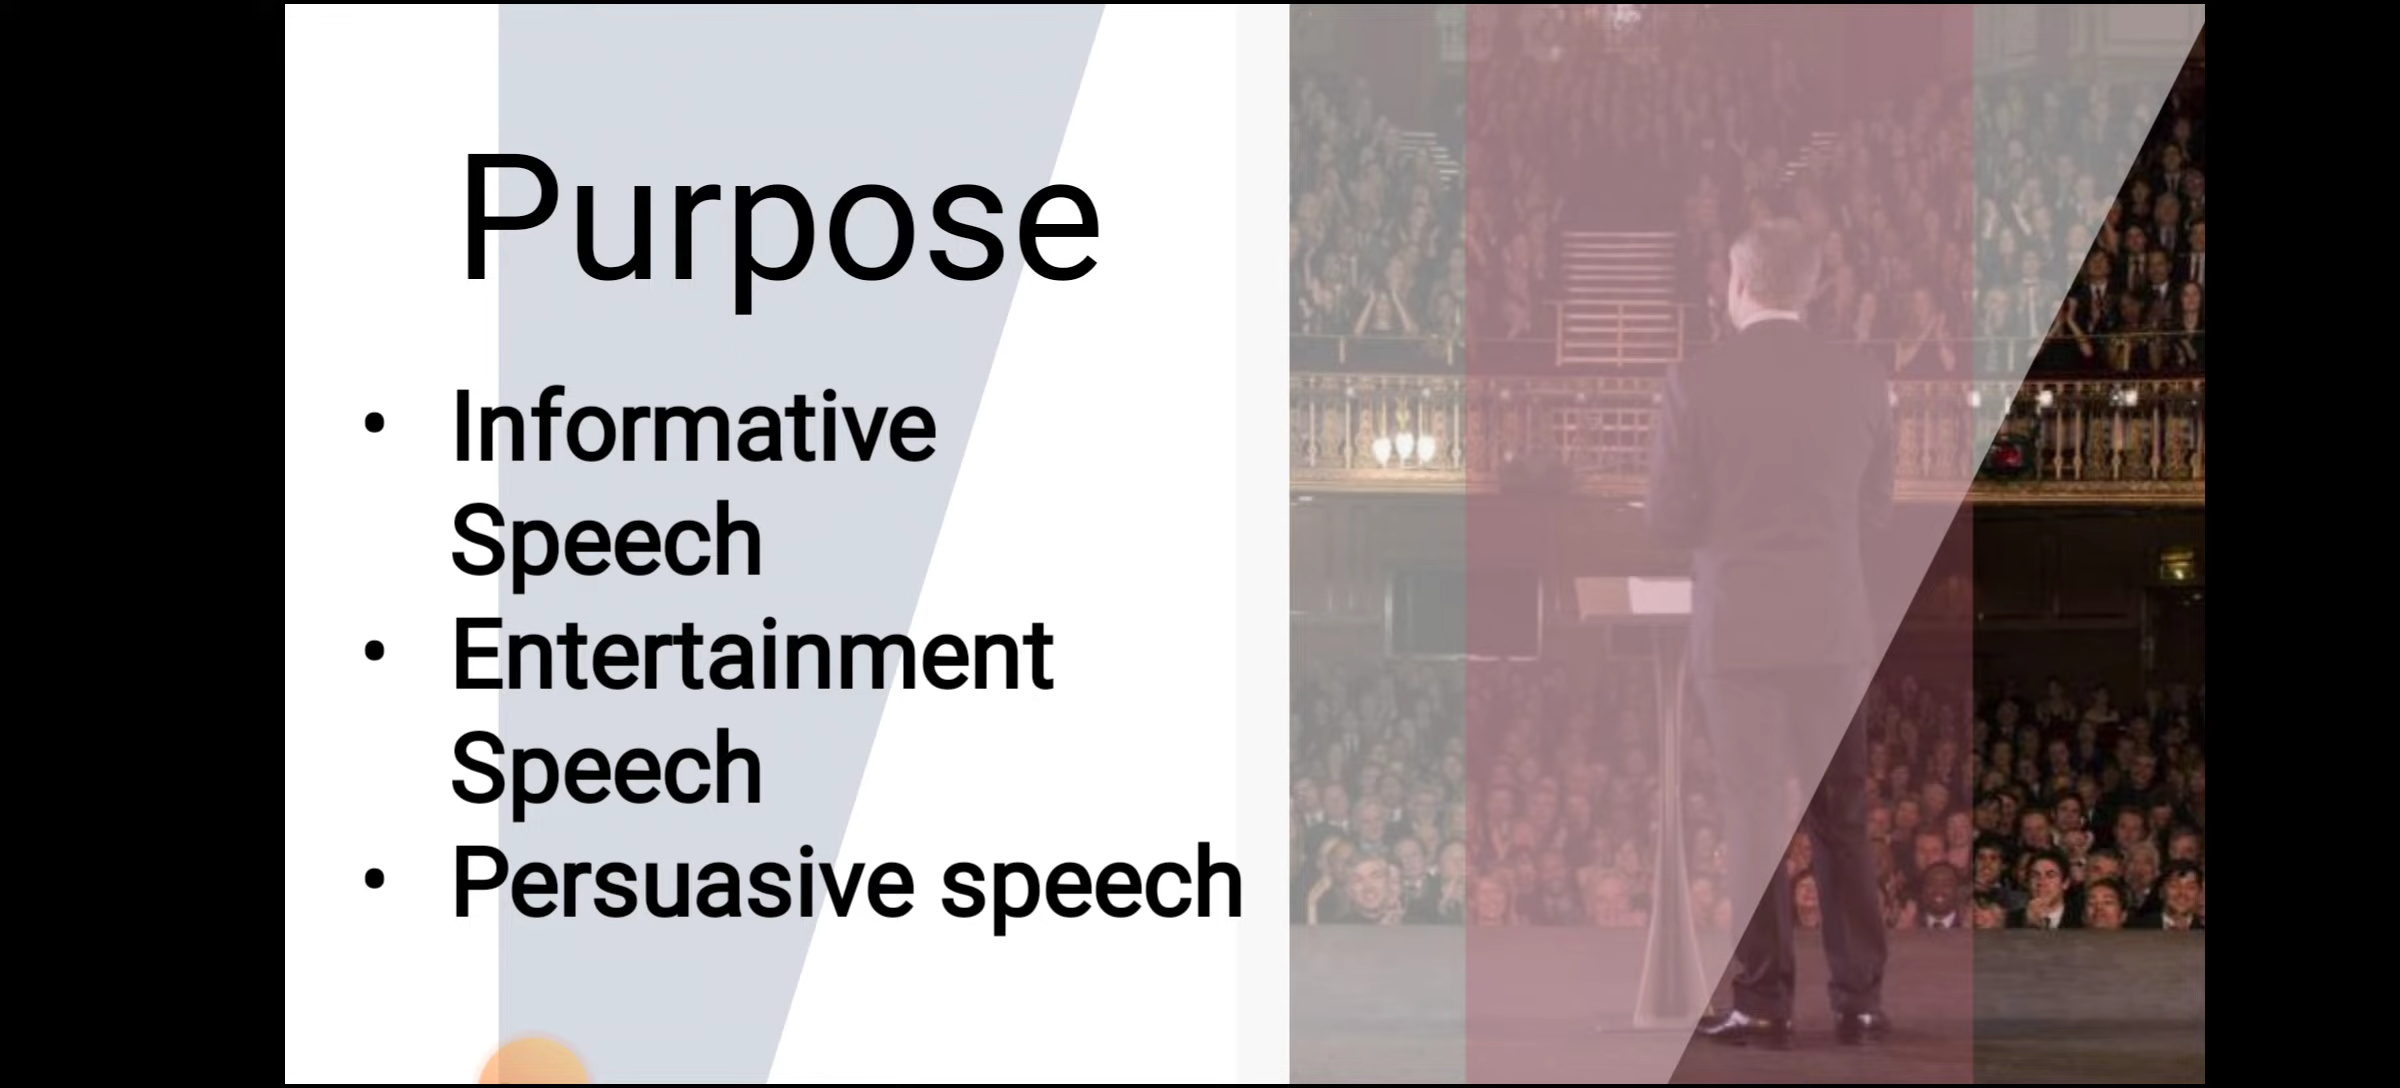 Purpose
• Informative
Speech
• Entertainment
Speech
• Persuasive speech